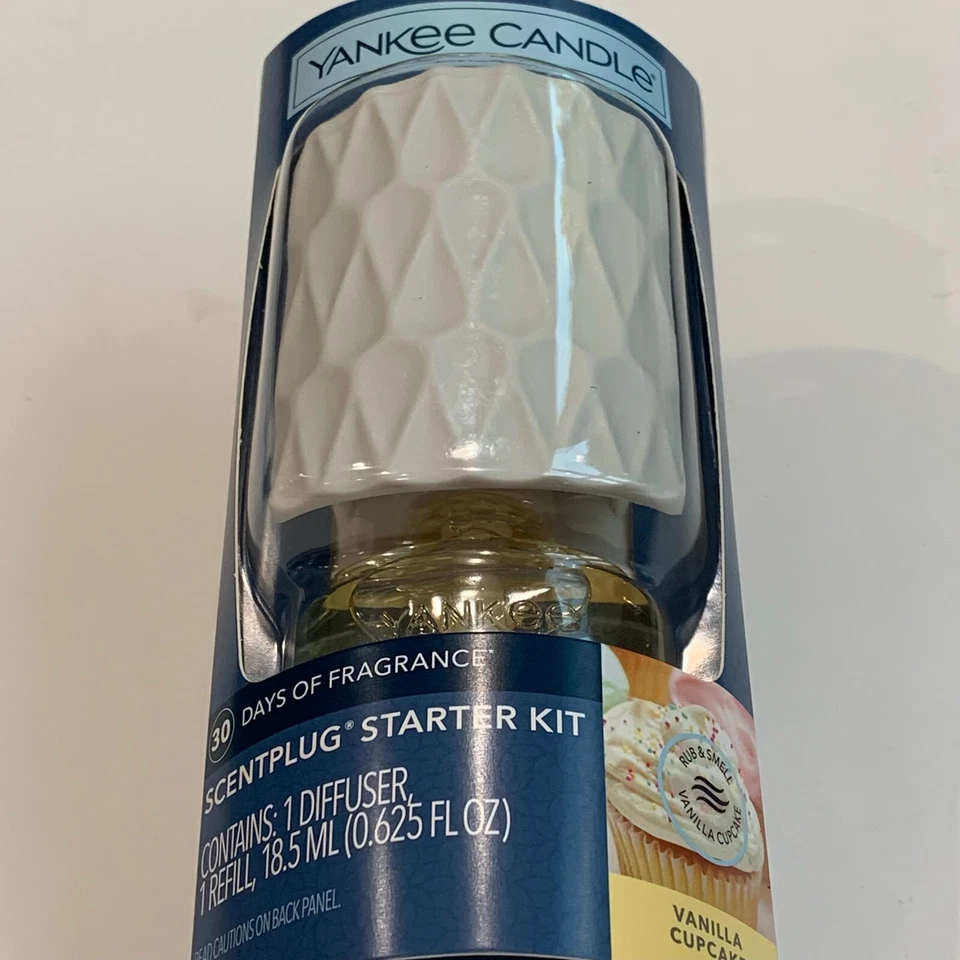 YANKEE CANDLE®
YANKEE
30 DAYS OF FRAGRANCE*
SCENTPLUG® STARTER KIT
CONTAINS: 1 DIFFUSER,
1 REFILL, 18.5 ML (0.625 FL OZ)
READ CAUTIONS ON BACK PANEL.
RUB & SMELL
VANILLA CUPCAKE
VANILLA
CUPCAKE